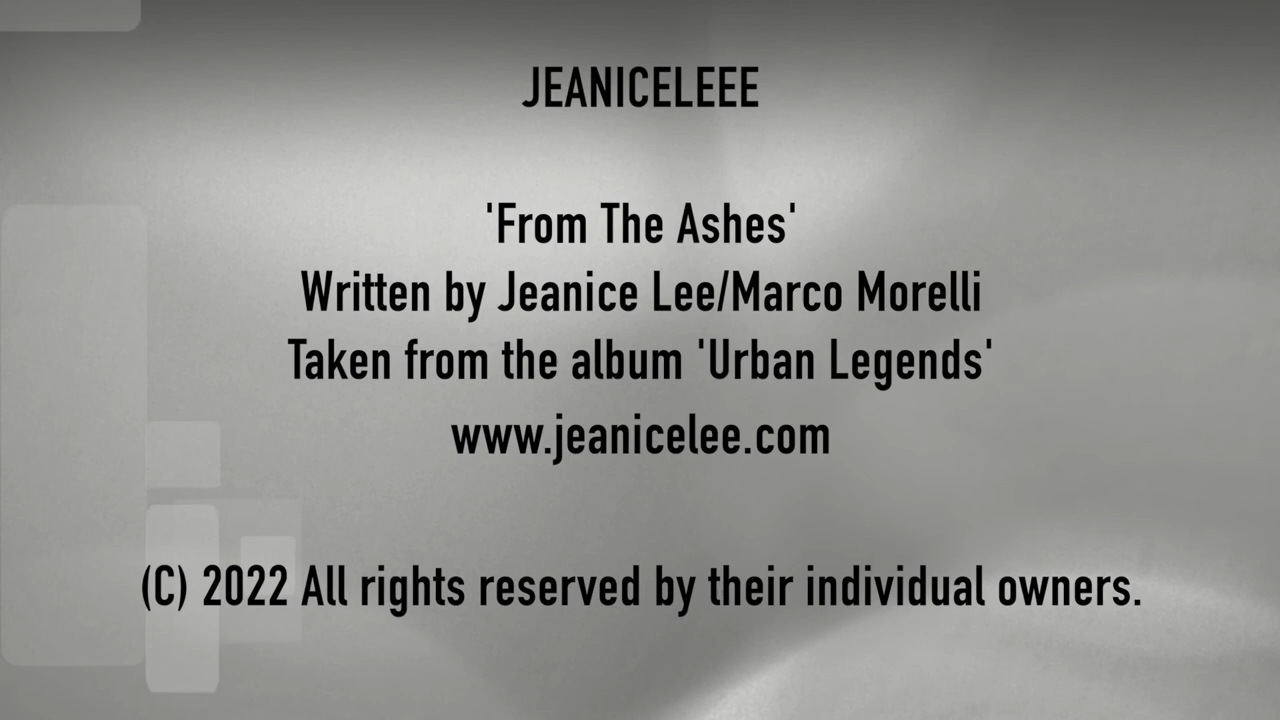 JEANICELEEE
'From The Ashes'
Written by Jeanice Lee/Marco Morelli
Taken from the album 'Urban Legends'
www.jeanicelee.com
(C) 2022 All rights reserved by their individual owners.